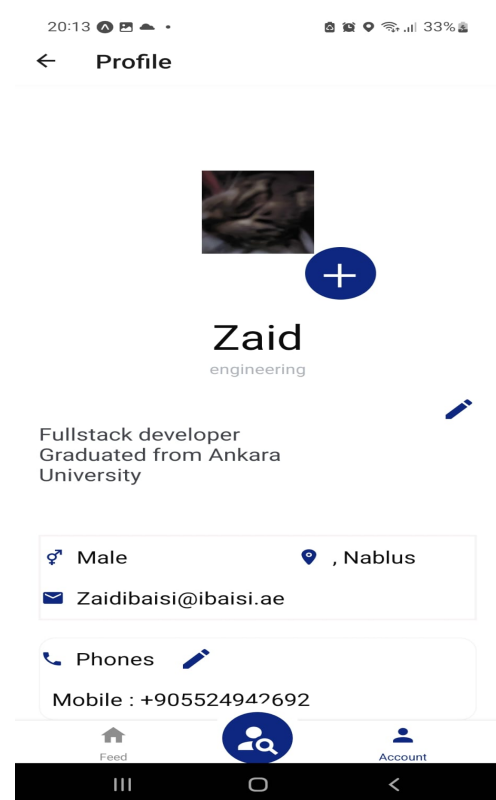 20:13
33%
Profile
Zaid
engineering
Fullstack developer
Graduated from Ankara
University
Male
, Nablus
Zaidibaisi@ibaisi.ae
Phones
Mobile : +905524942692
Feed
Account